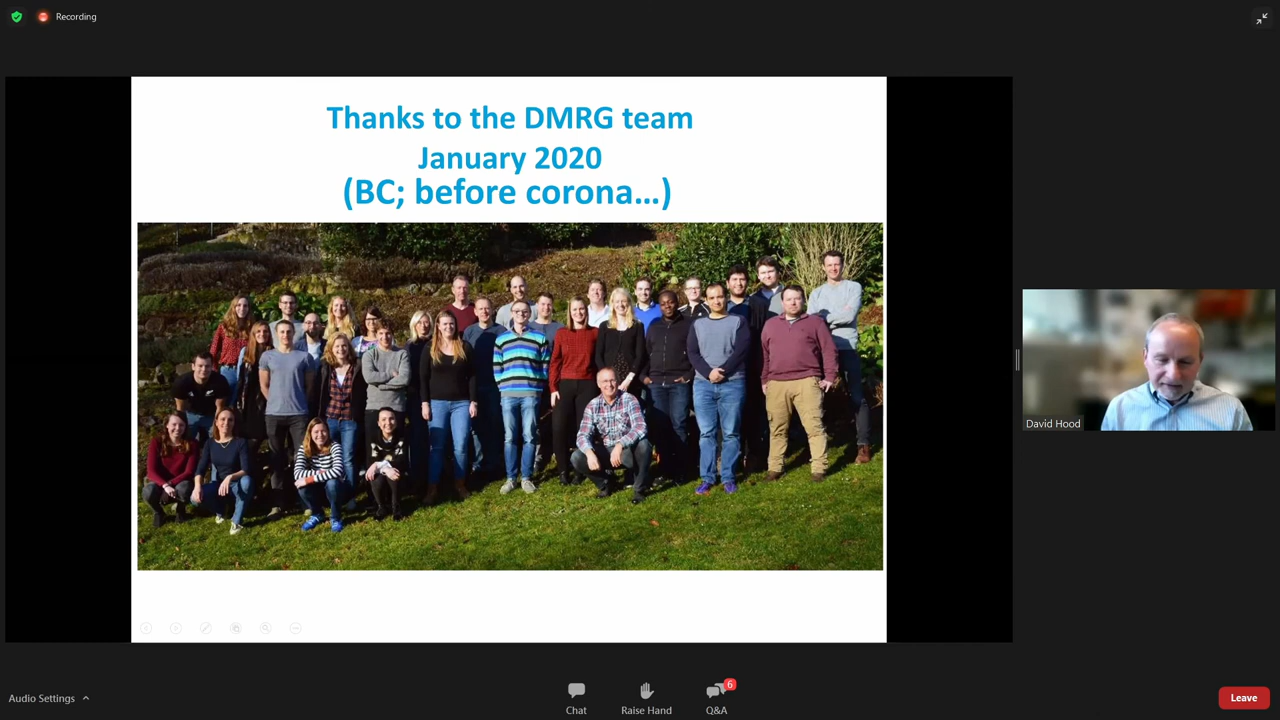 Recording
Thanks to the DMRG team
January 2020
(BC; before corona...)
David Hood
Audio Settings
Chat
Raise Hand
6
Q&A
Leave